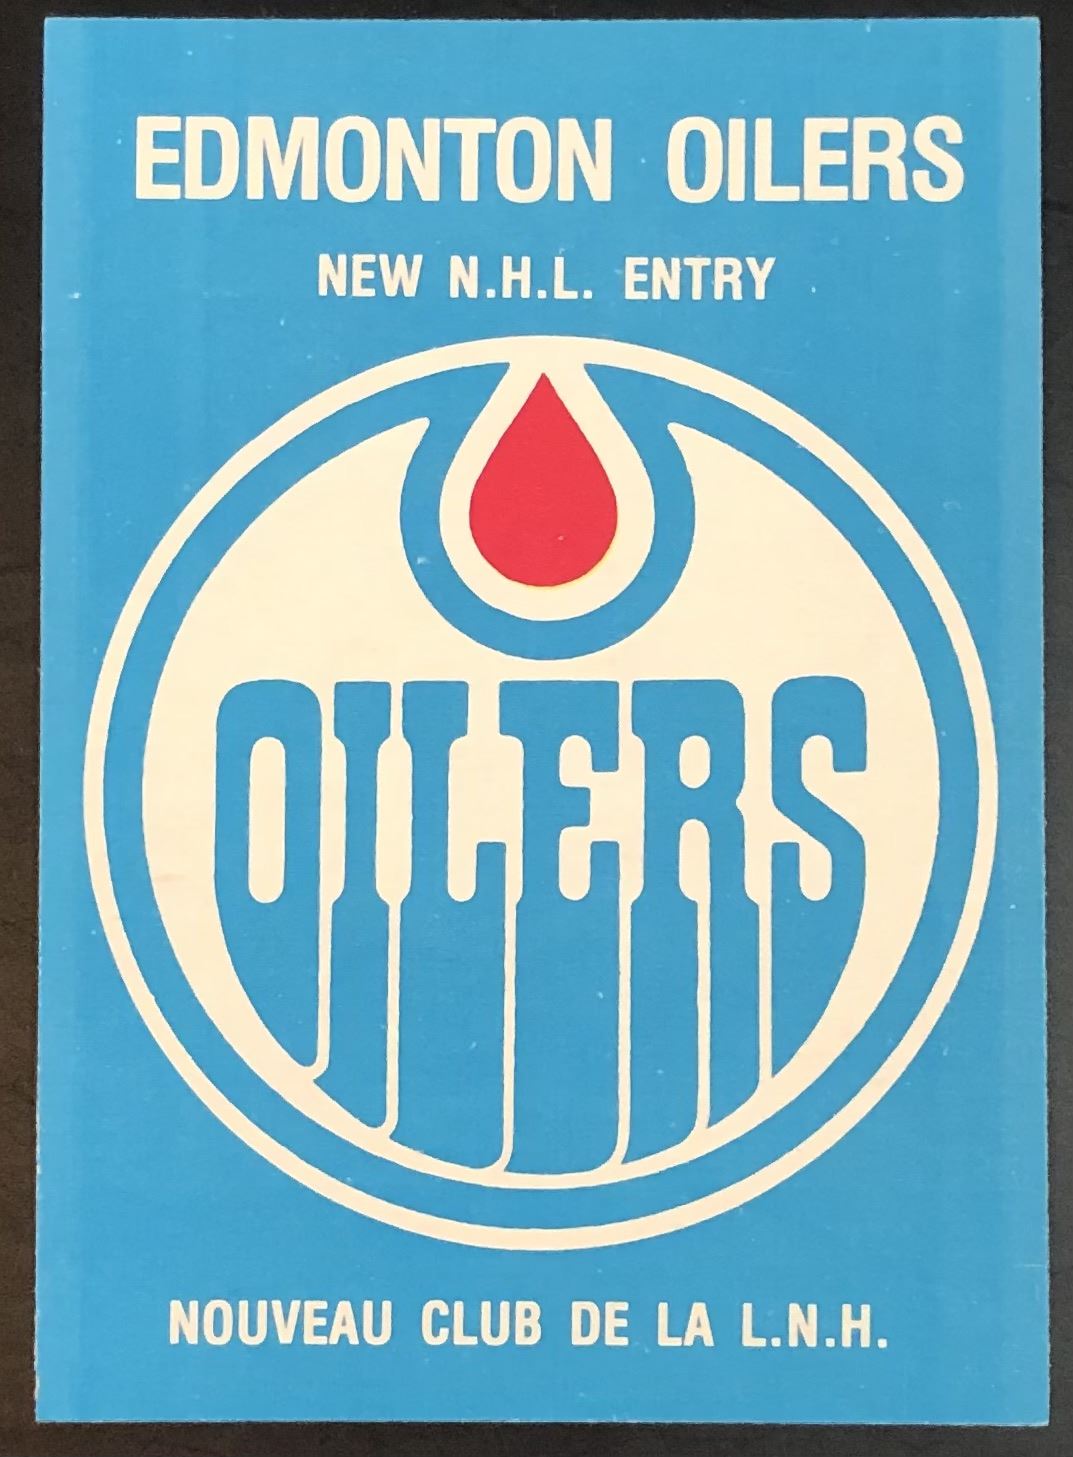 EDMONTON OILERS
NEW N.H.L. ENTRY
OILERS
NOUVEAU CLUB DE LA L.N.H.